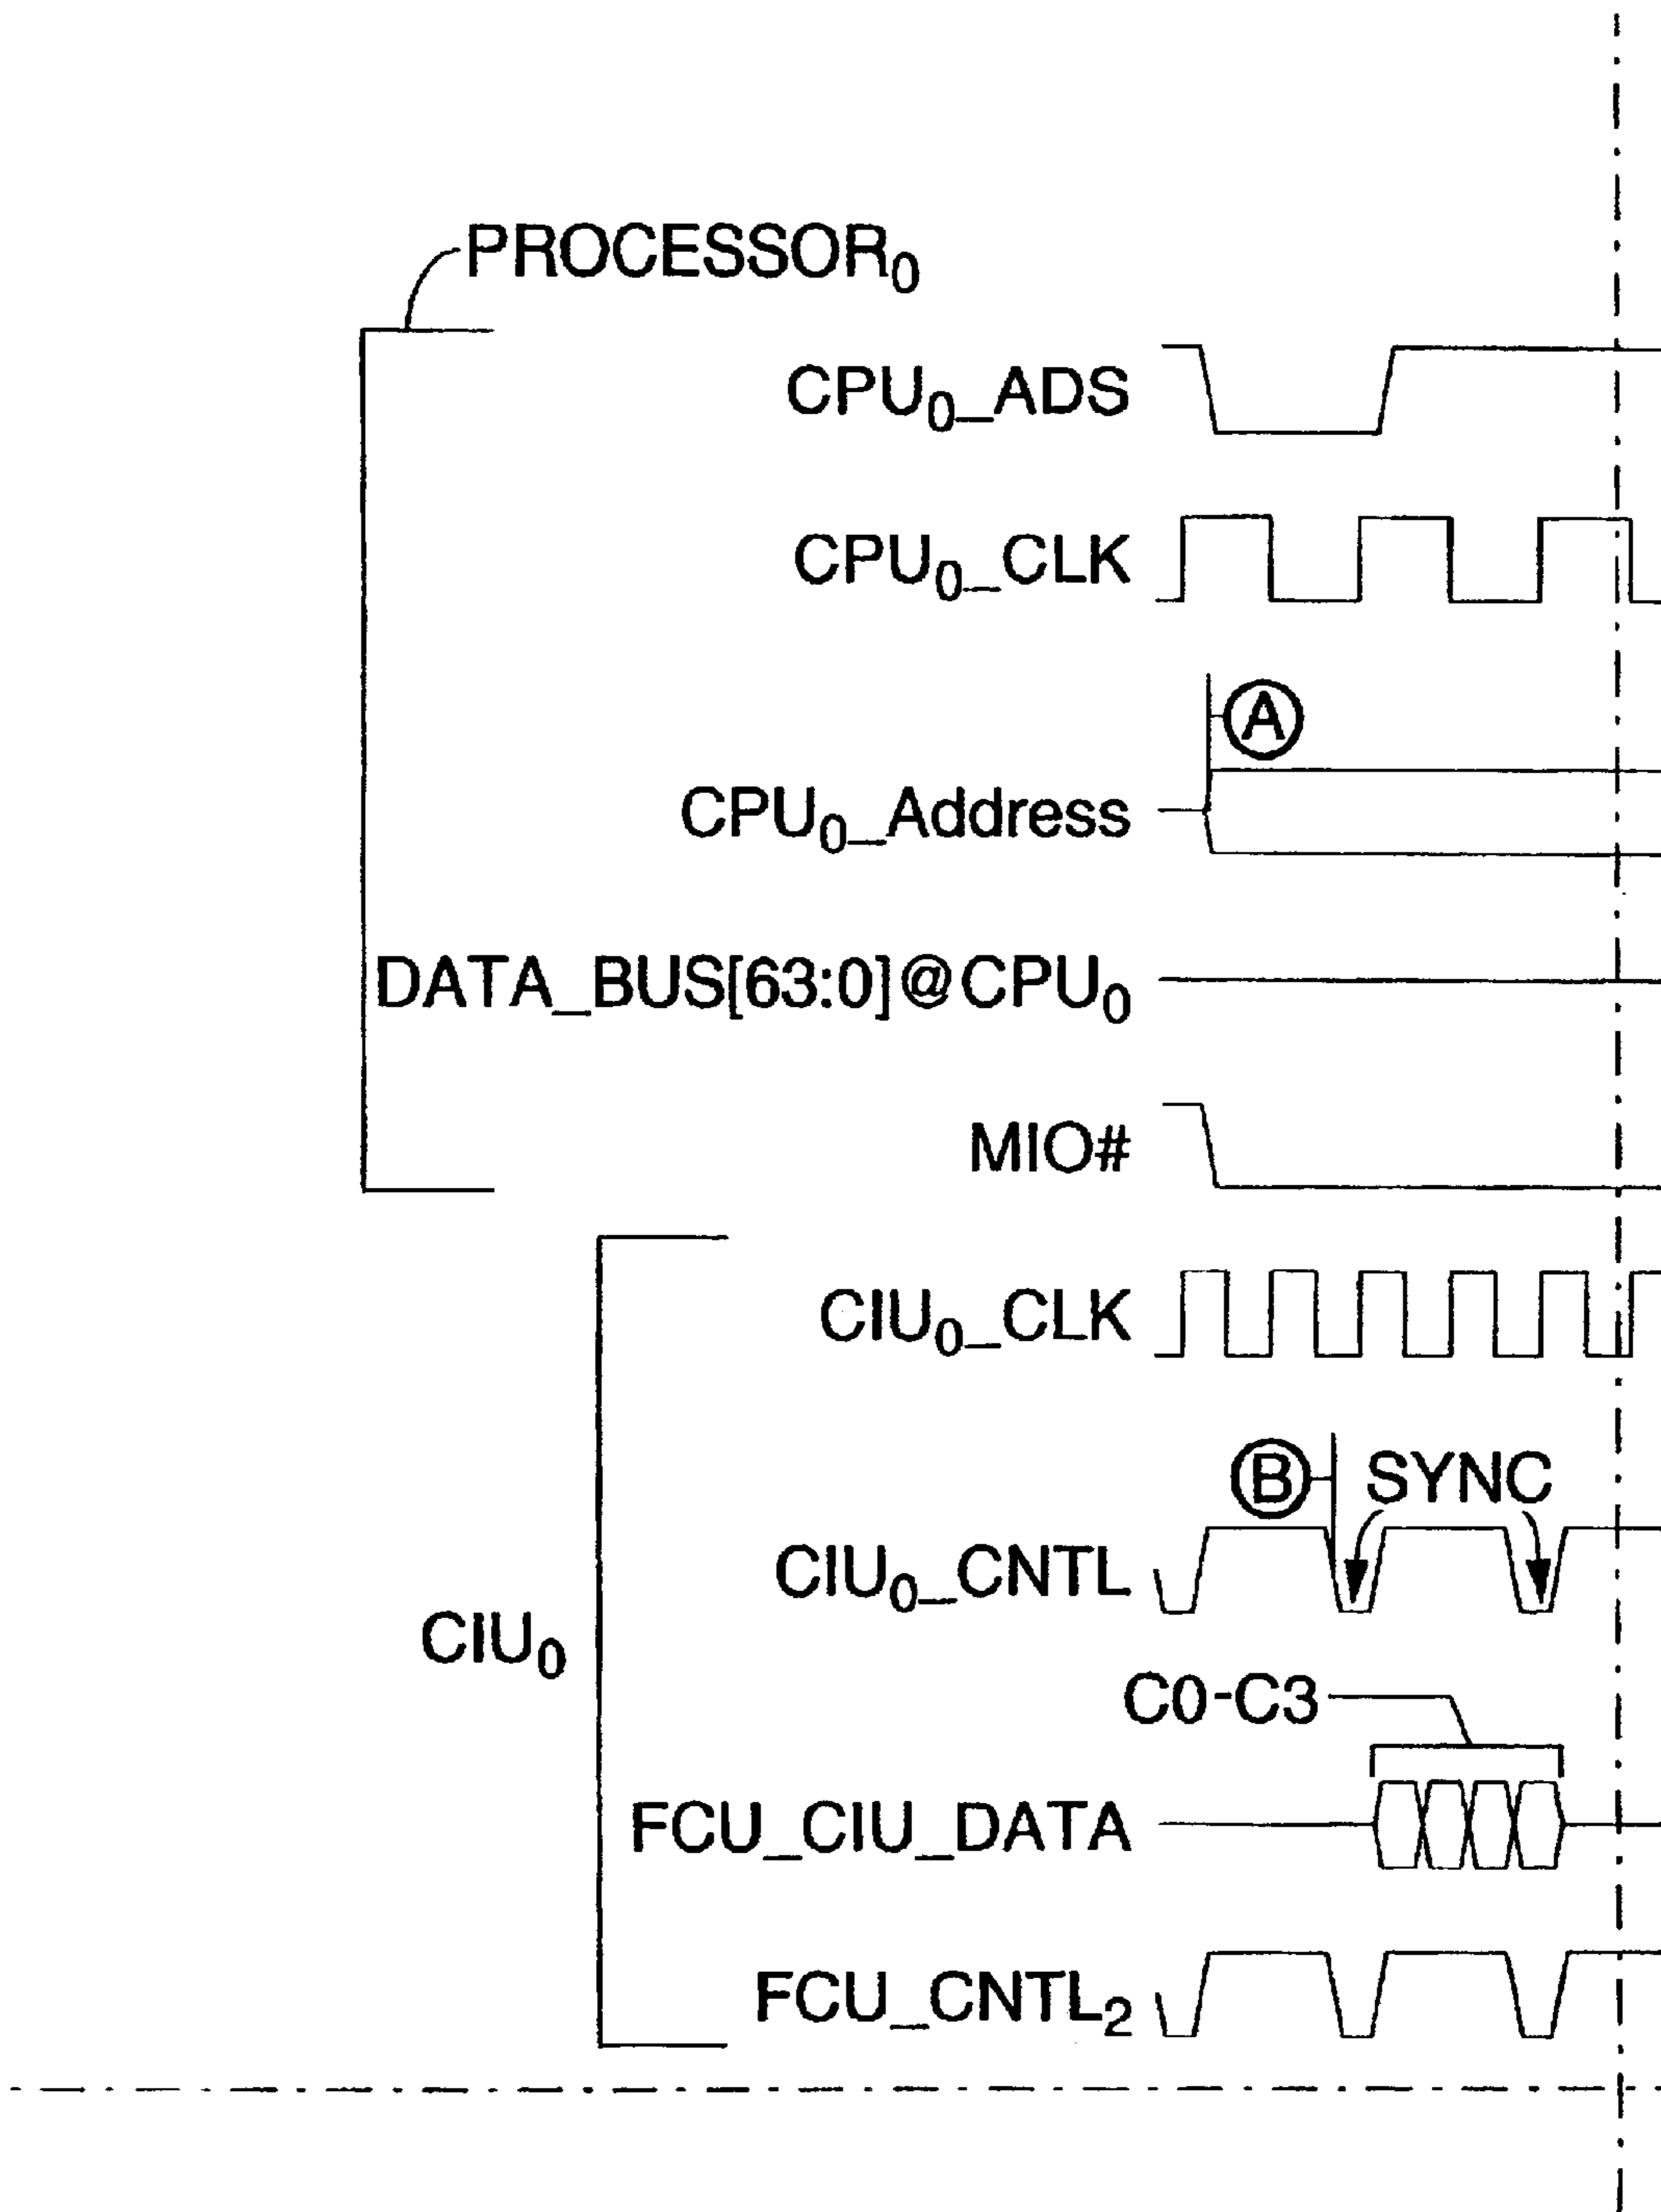 PROCESSOR₀
CPU₀_ADS
CPU₀_CLK
A
CPU₀_Address
DATA_BUS[63:0]@CPU₀
MIO#
CIU₀_CLK
B SYNC
CIU₀_CNTL
CIU₀
C0-C3
FCU_CIU_DATA
FCU_CNTL₂